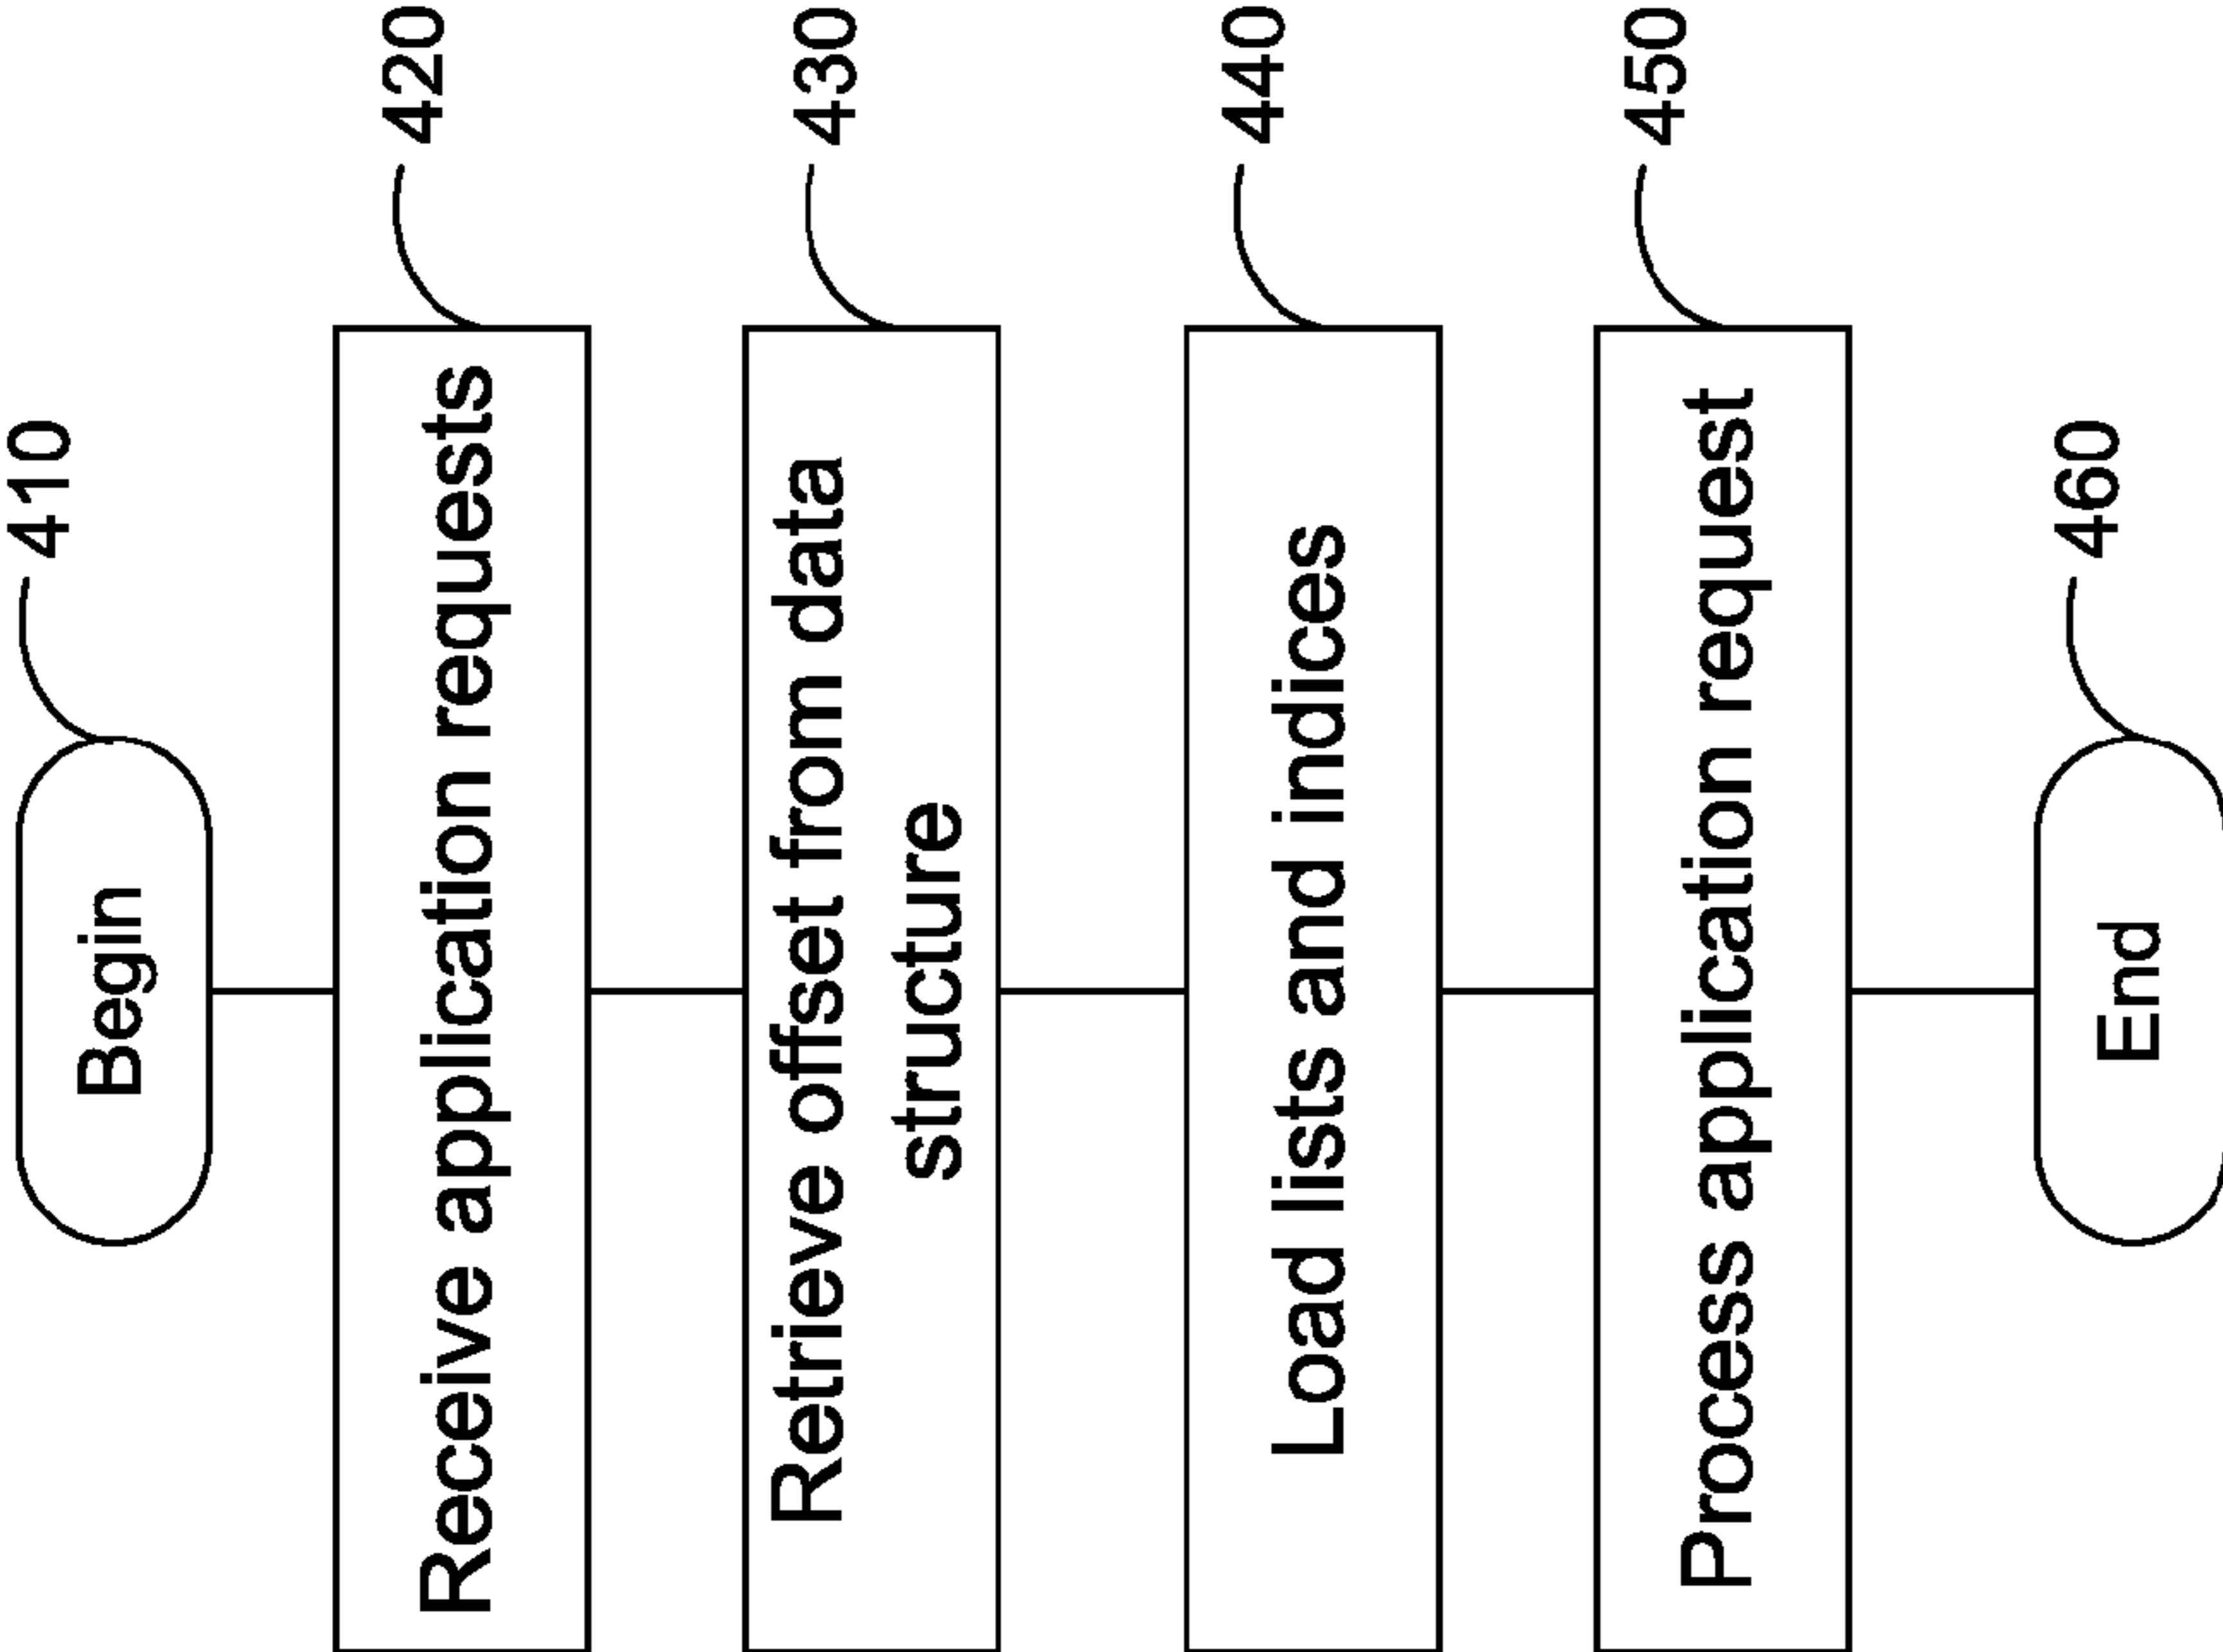 Begin
410
Receive application requests
420
Retrieve offset from data
structure
430
Load lists and indices
440
Process application request
450
End
460